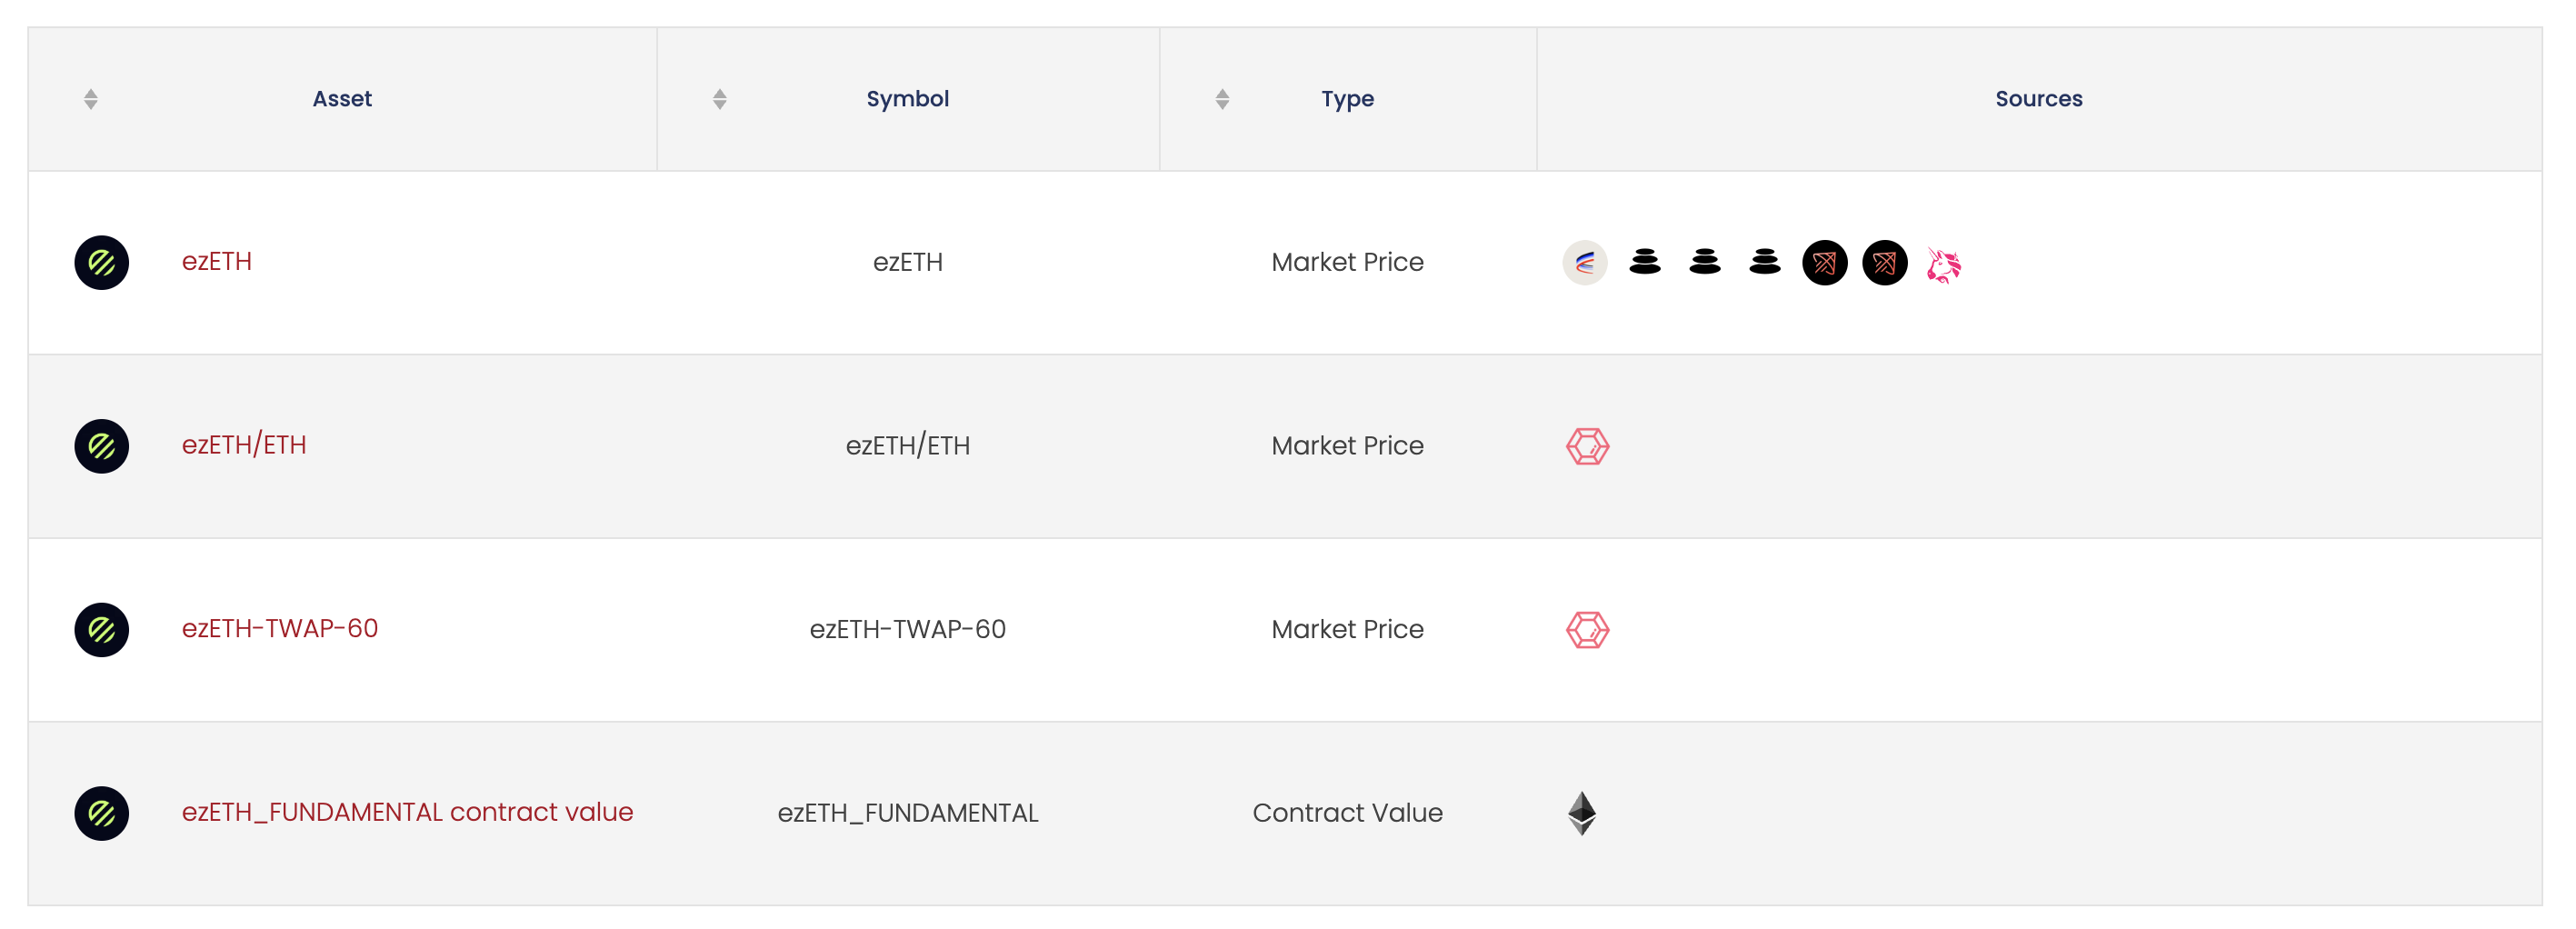 Asset Symbol Type Sources
ezETH ezETH Market Price
ezETH/ETH ezETH/ETH Market Price
ezETH-TWAP-60 ezETH-TWAP-60 Market Price
ezETH_FUNDAMENTAL contract value ezETH_FUNDAMENTAL Contract Value